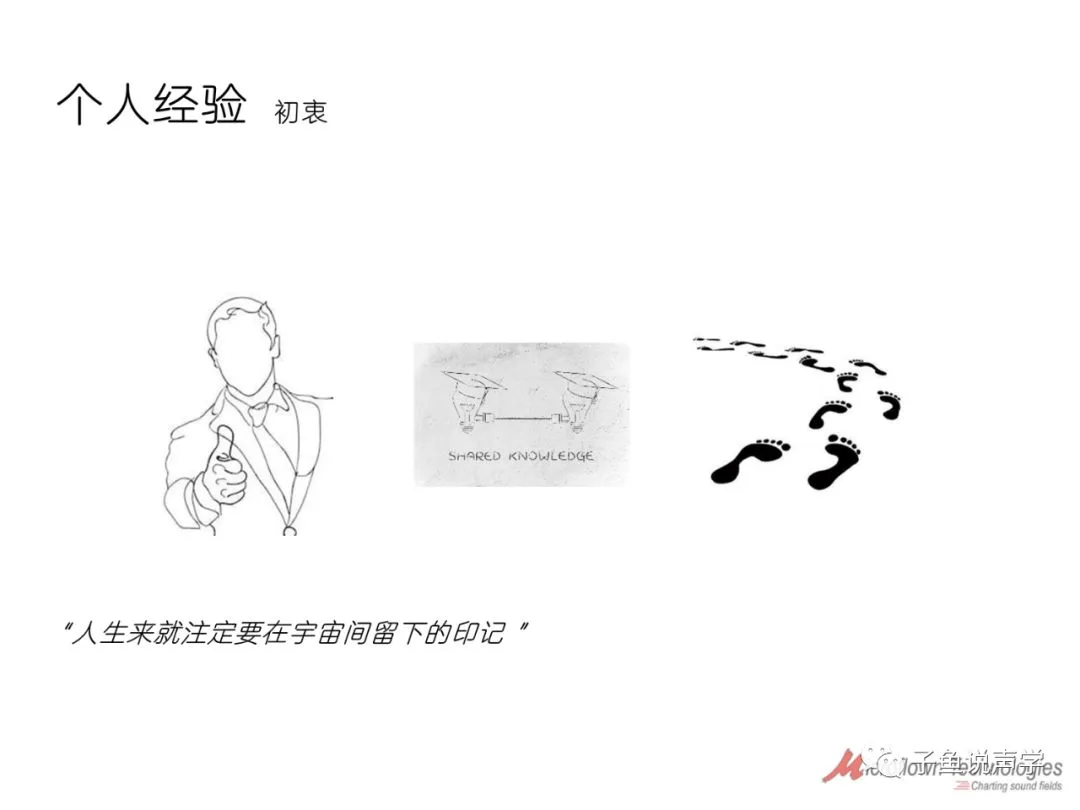 个人经验 初衷
SHARED KNOWLEDGE
“人生来就注定要在宇宙间留下的印记 ”
子鱼说声学
Technologies
Charting sound fields